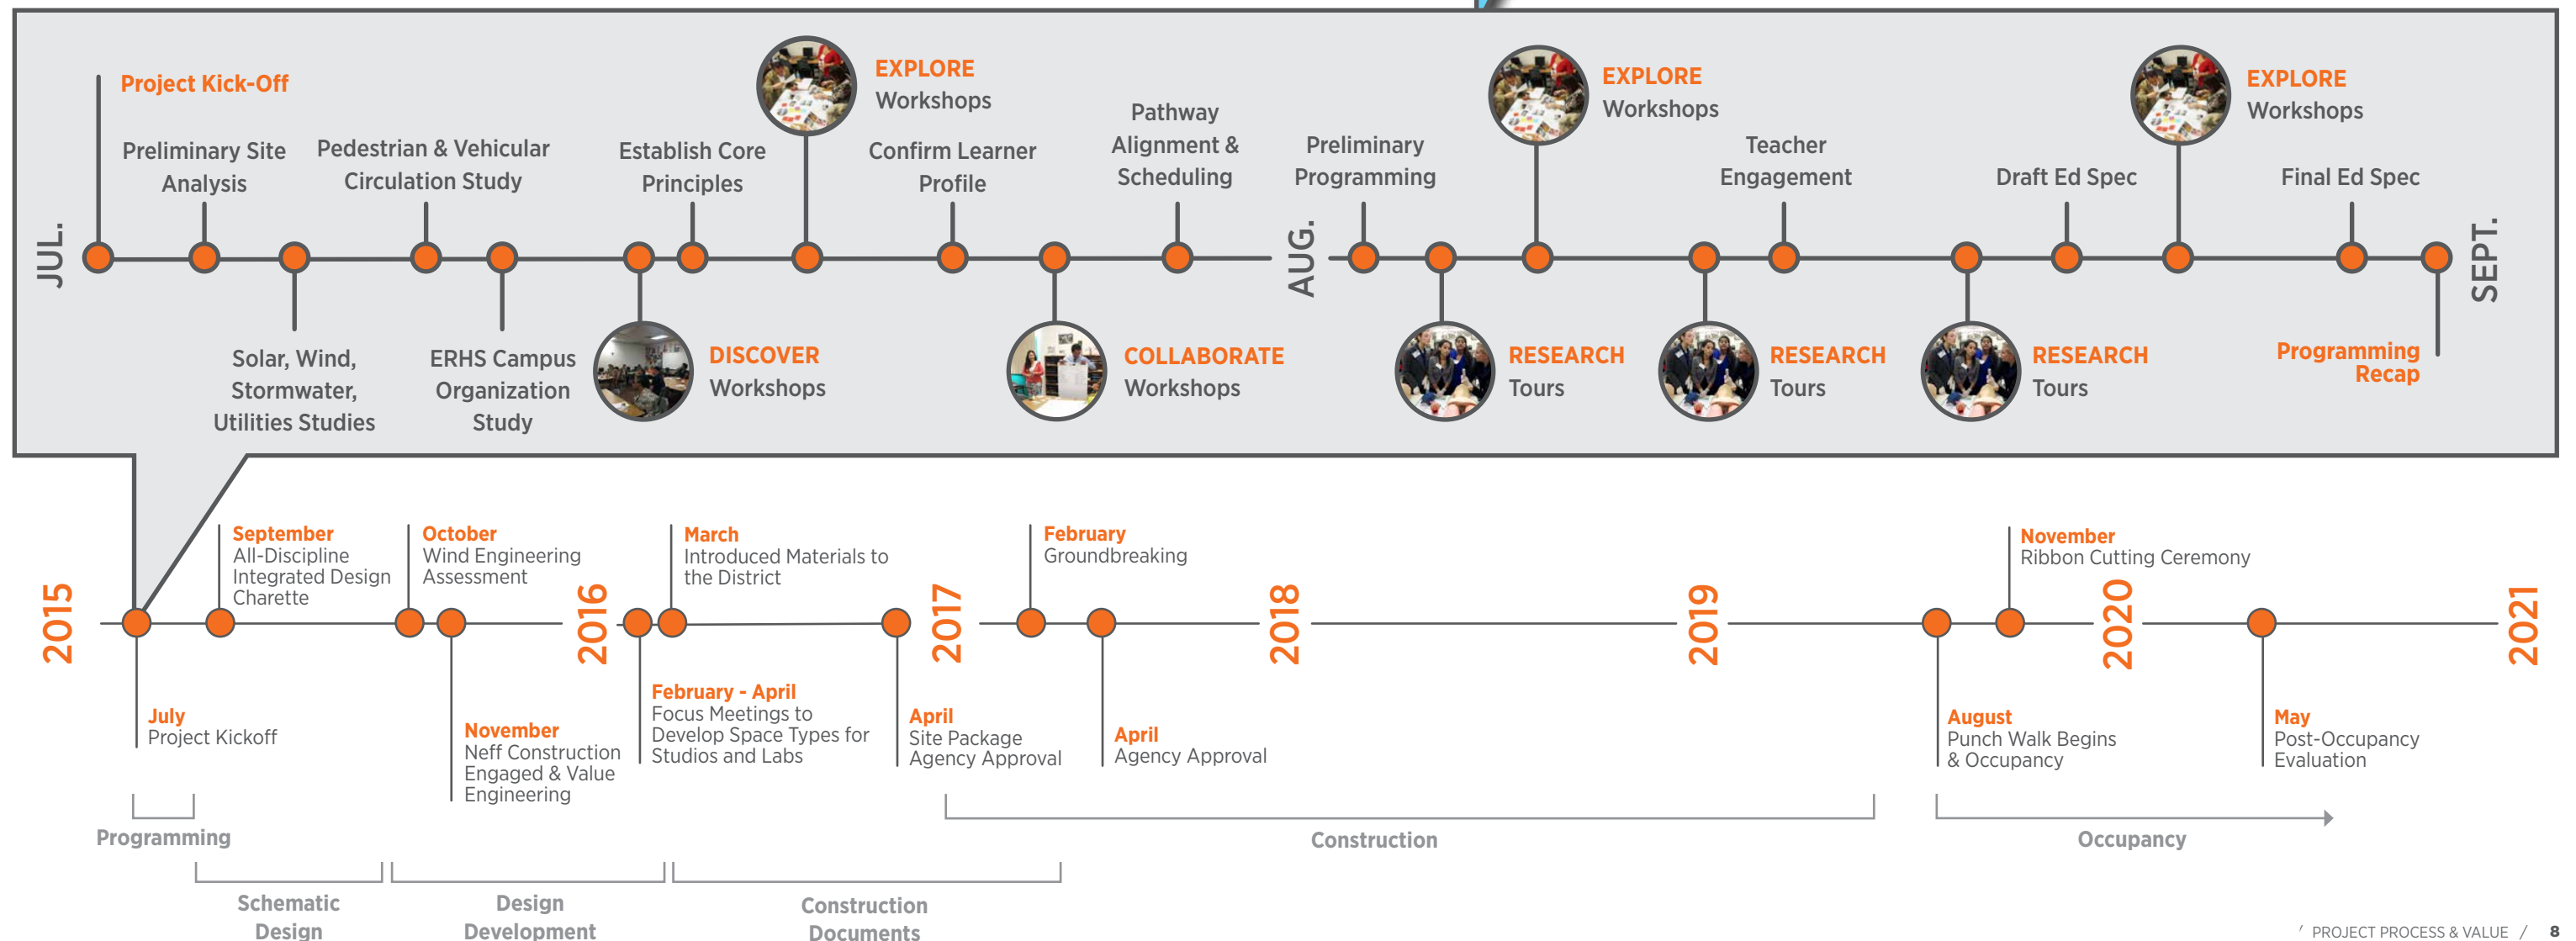 Project Kick-Off
Preliminary Site
Analysis
Pedestrian & Vehicular
Circulation Study
Establish Core
Principles
EXPLORE
Workshops
Confirm Learner
Profile
Pathway
Alignment &
Scheduling
Preliminary
Programming
EXPLORE
Workshops
Teacher
Engagement
Draft Ed Spec
EXPLORE
Workshops
Final Ed Spec
JUL.
AUG.
SEPT.
Solar, Wind,
Stormwater,
Utilities Studies
ERHS Campus
Organization
Study
DISCOVER
Workshops
COLLABORATE
Workshops
RESEARCH
Tours
RESEARCH
Tours
RESEARCH
Tours
Programming
Recap
2015
July
Project Kickoff
September
All-Discipline
Integrated Design
Charette
October
Wind Engineering
Assessment
November
Neff Construction
Engaged & Value
Engineering
2016
February - April
Focus Meetings to
Develop Space Types for
Studios and Labs
March
Introduced Materials to
the District
April
Site Package
Agency Approval
2017
February
Groundbreaking
April
Agency Approval
2018
2019
August
Punch Walk Begins
& Occupancy
November
Ribbon Cutting Ceremony
2020
May
Post-Occupancy
Evaluation
2021
Programming
Construction
Occupancy
Schematic
Design
Design
Development
Construction
Documents
/ PROJECT PROCESS & VALUE / 8